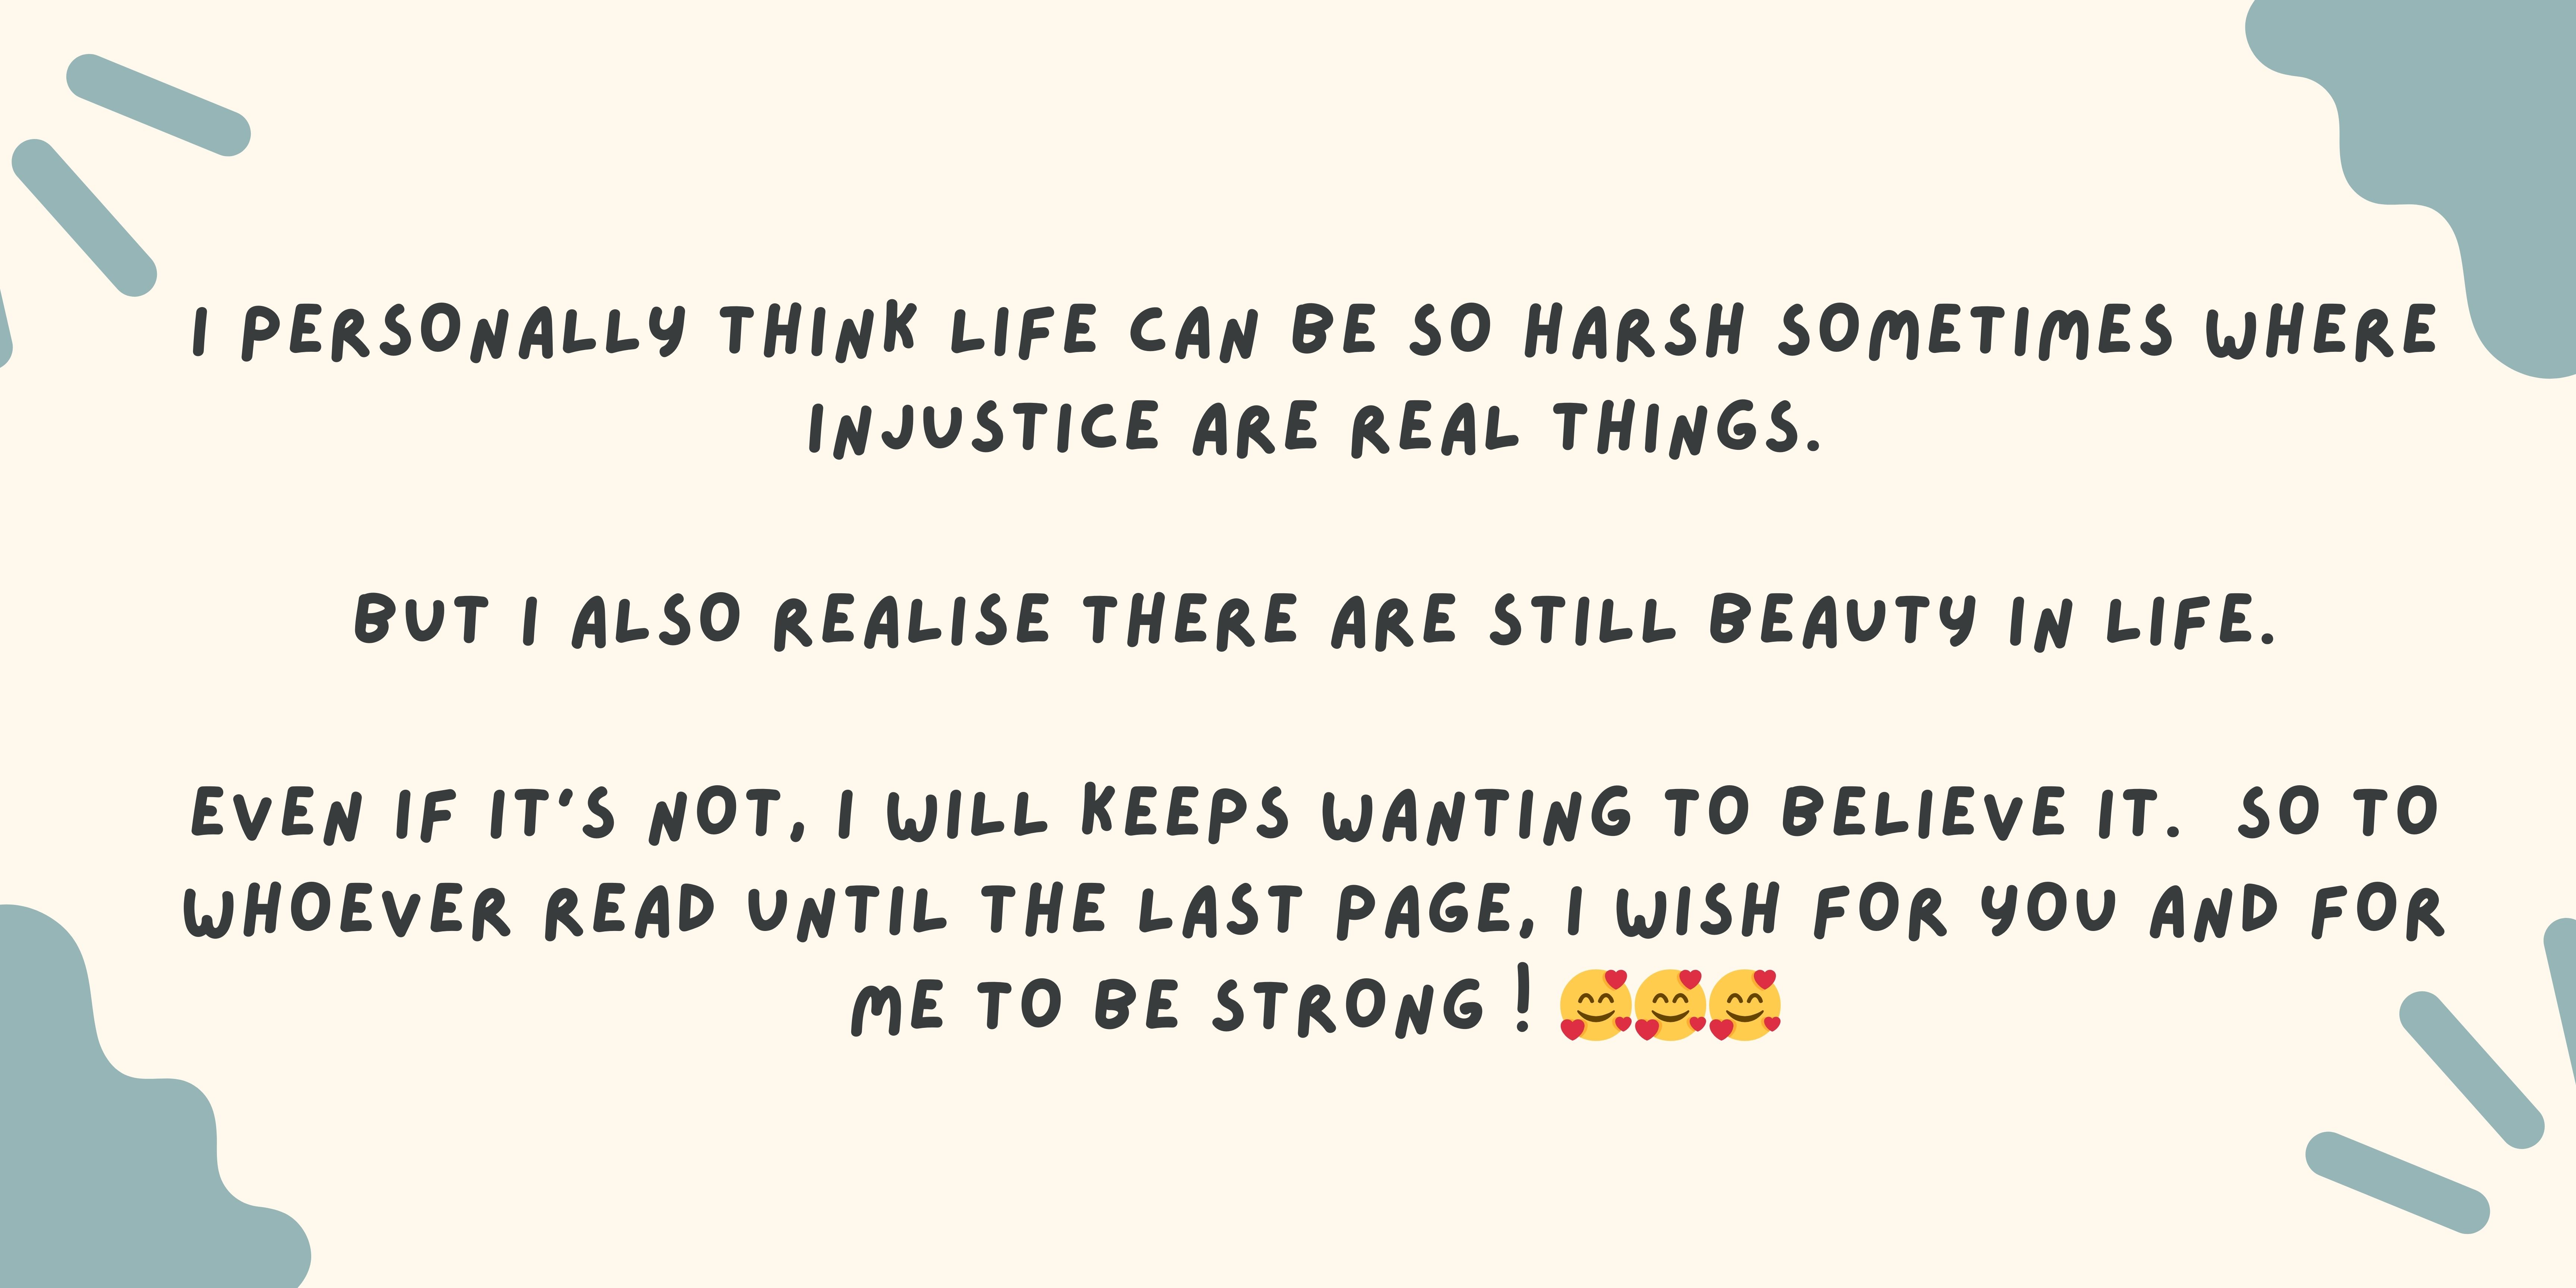 I PERSONALLY THINK LIFE CAN BE SO HARSH SOMETIMES WHERE
INJUSTICE ARE REAL THINGS.
BUT I ALSO REALISE THERE ARE STILL BEAUTY IN LIFE.
EVEN IF IT'S NOT, I WILL KEEPS WANTING TO BELIEVE IT.  SO TO
WHOEVER READ UNTIL THE LAST PAGE, I WISH FOR YOU AND FOR
ME TO BE STRONG ! 🥰🥰🥰